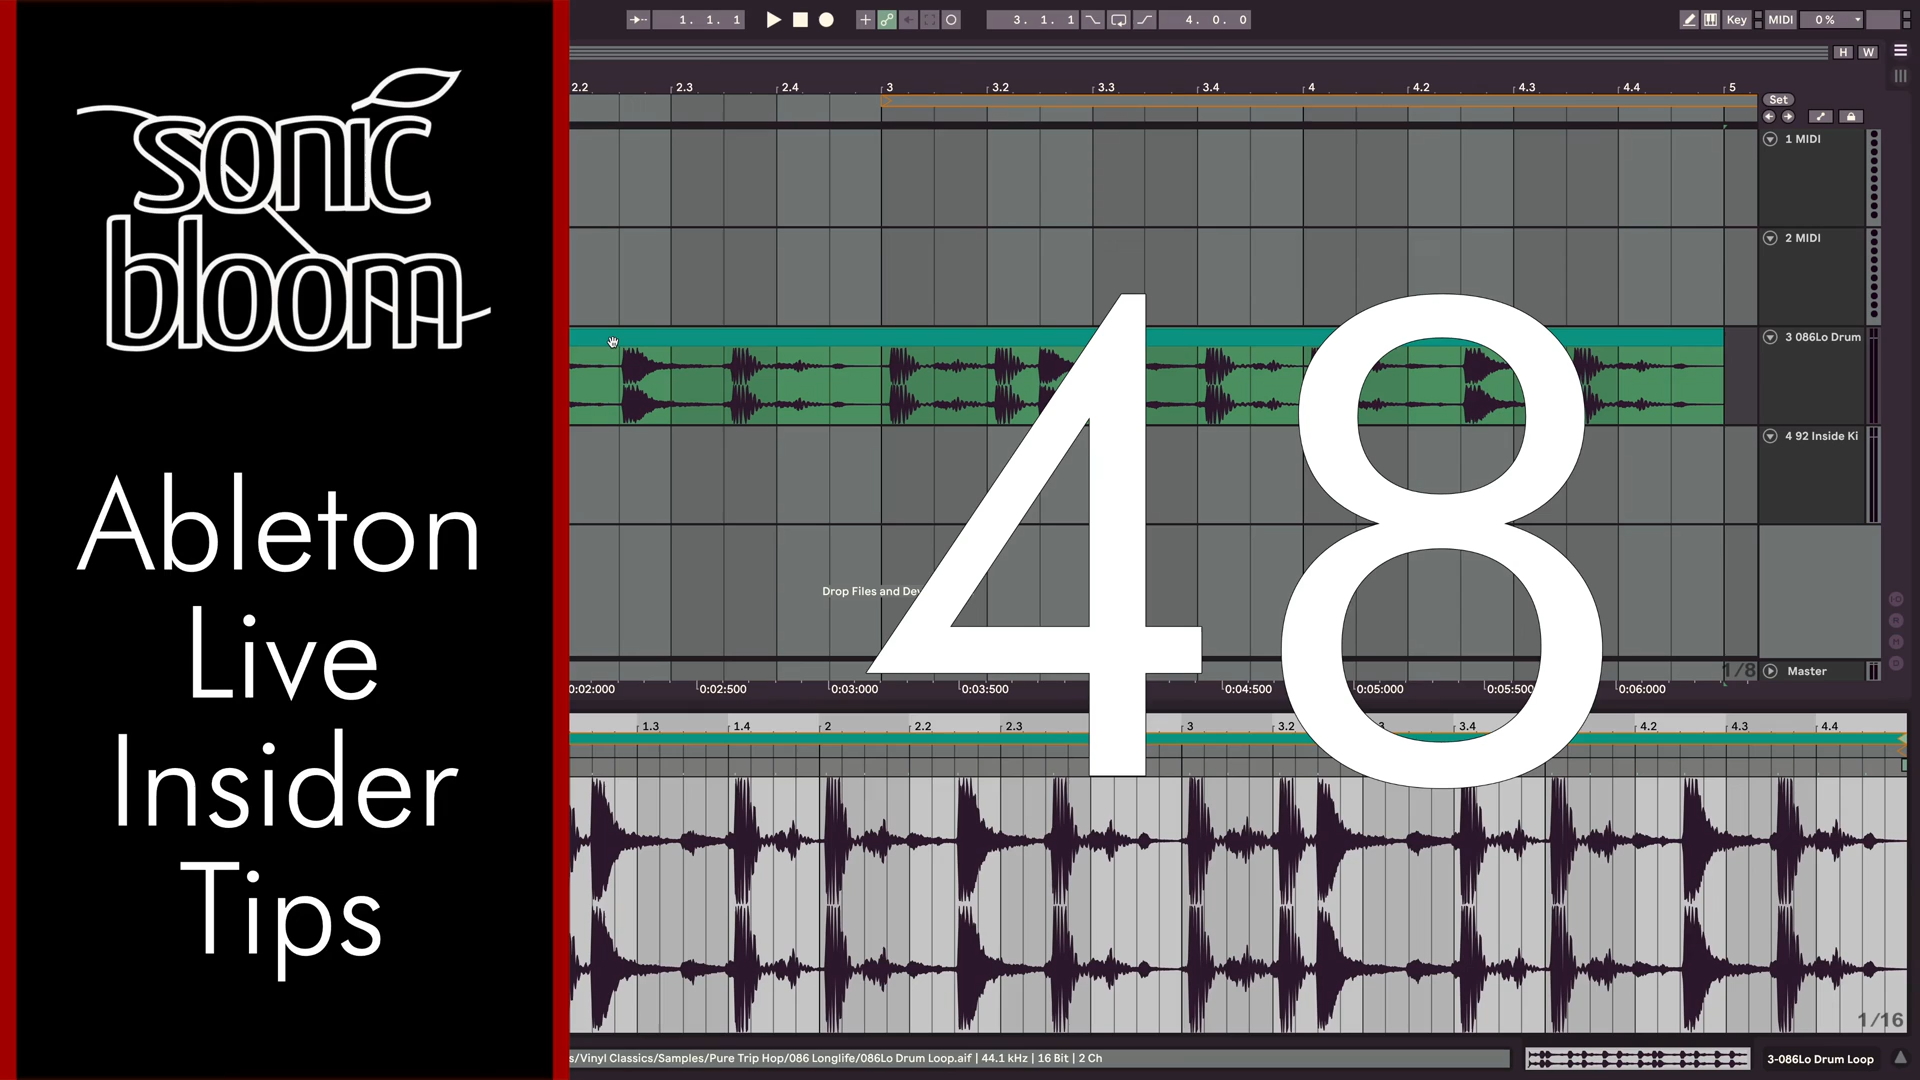 sonic
bloom
Ableton
Live
Insider
Tips
48
1. 1. 1
3. 1. 1
4. 0. 0
Key
MIDI
0 %
H W
2.2 2.3 2.4 3 3.2 3.3 3.4 4 4.2 4.3 4.4 5
Set
1 MIDI
2 MIDI
3 086Lo Drum
4 92 Inside Ki
Drop Files and De
1/8
Master
0:02:000 0:02:500 0:03:000 0:03:500 0:04:500 0:05:000 0:05:500 0:06:000
1.3 1.4 2 2.2 2.3 3 3.2 3.4 4.2 4.3 4.4
1/16
s/Vinyl Classics/Samples/Pure Trip Hop/086 Longlife/086Lo Drum Loop.aif | 44.1 kHz | 16 Bit | 2 Ch
3-086Lo Drum Loop